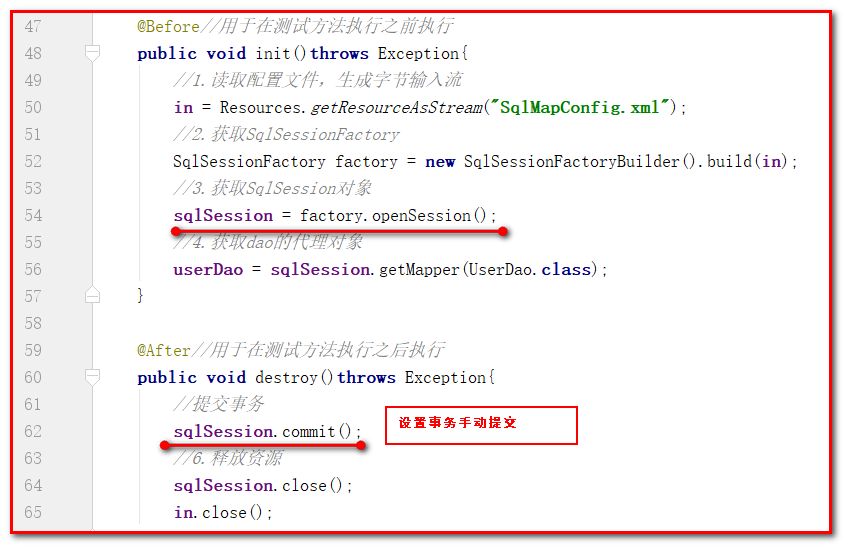 47 @Before//用于在测试方法执行之前执行
48 public void init()throws Exception{
49 //1.读取配置文件，生成字节输入流
50 in = Resources.getResourceAsStream("SqlMapConfig.xml");
51 //2.获取SqlSessionFactory
52 SqlSessionFactory factory = new SqlSessionFactoryBuilder().build(in);
53 //3.获取SqlSession对象
54 sqlSession = factory.openSession();
55 //4.获取dao的代理对象
56 userDao = sqlSession.getMapper(UserDao.class);
57 }
58
59 @After//用于在测试方法执行之后执行
60 public void destroy()throws Exception{
61 //提交事务
62 sqlSession.commit();
设置事务手动提交
63 //6.释放资源
64 sqlSession.close();
65 in.close();